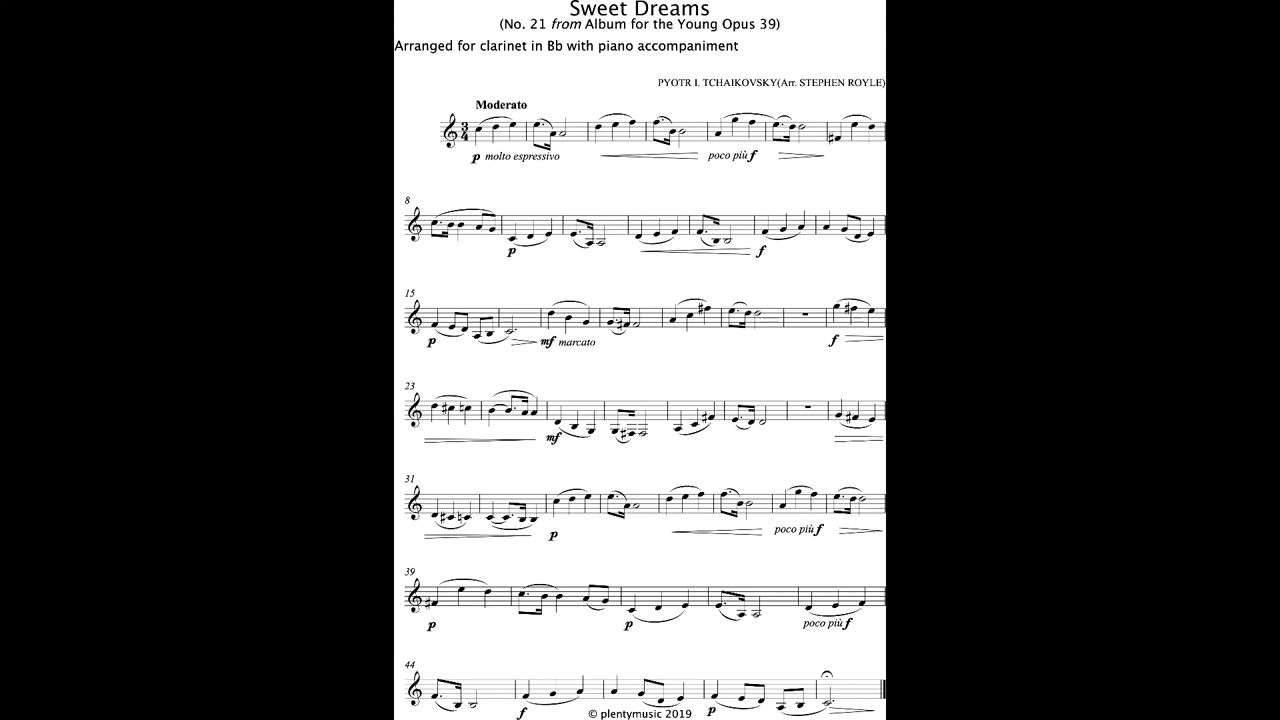 Sweet Dreams
(No. 21 from Album for the Young Opus 39)
Arranged for clarinet in Bb with piano accompaniment
PYOTR I. TCHAIKOVSKY(Arr. STEPHEN ROYLE)
Moderato
3
4
p molto espressivo poco più f
8
p f
15
p mf marcato f
23
mf
31
p poco più f
39
p p poco più f
44
f p
© plentymusic 2019